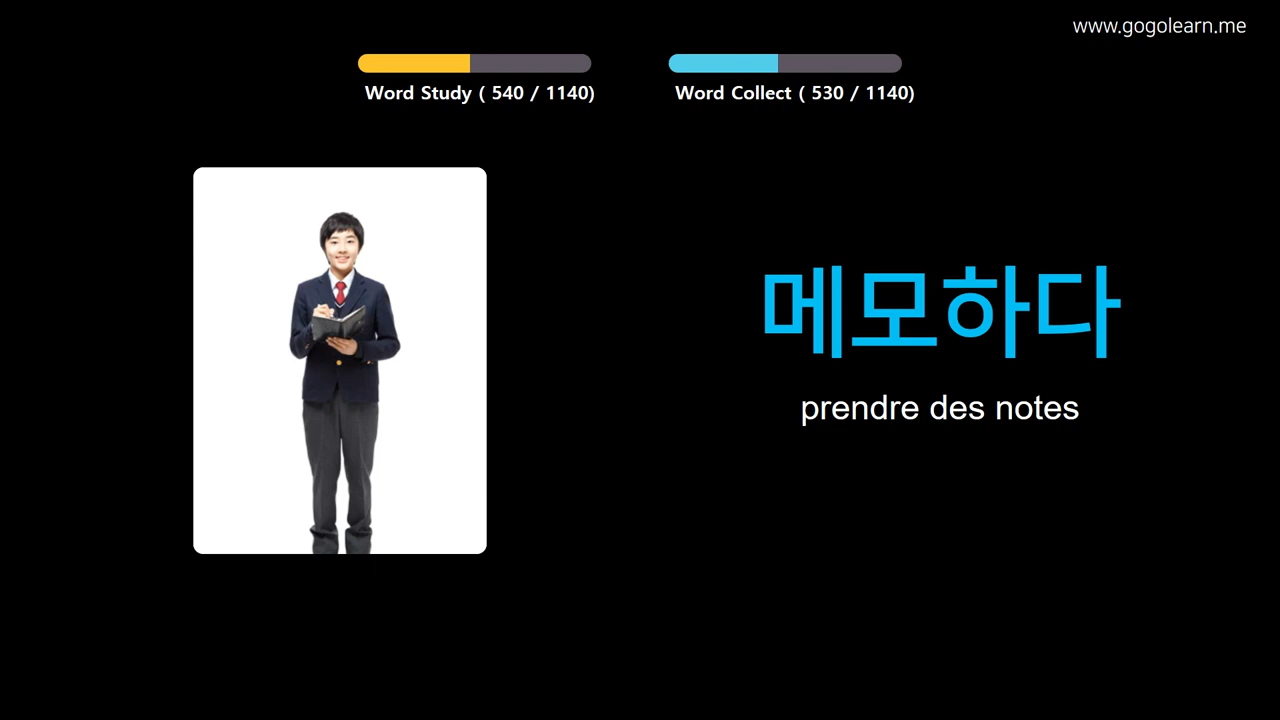 www.gogolearn.me
Word Study ( 540 / 1140)
Word Collect ( 530 / 1140)
메모하다
prendre des notes